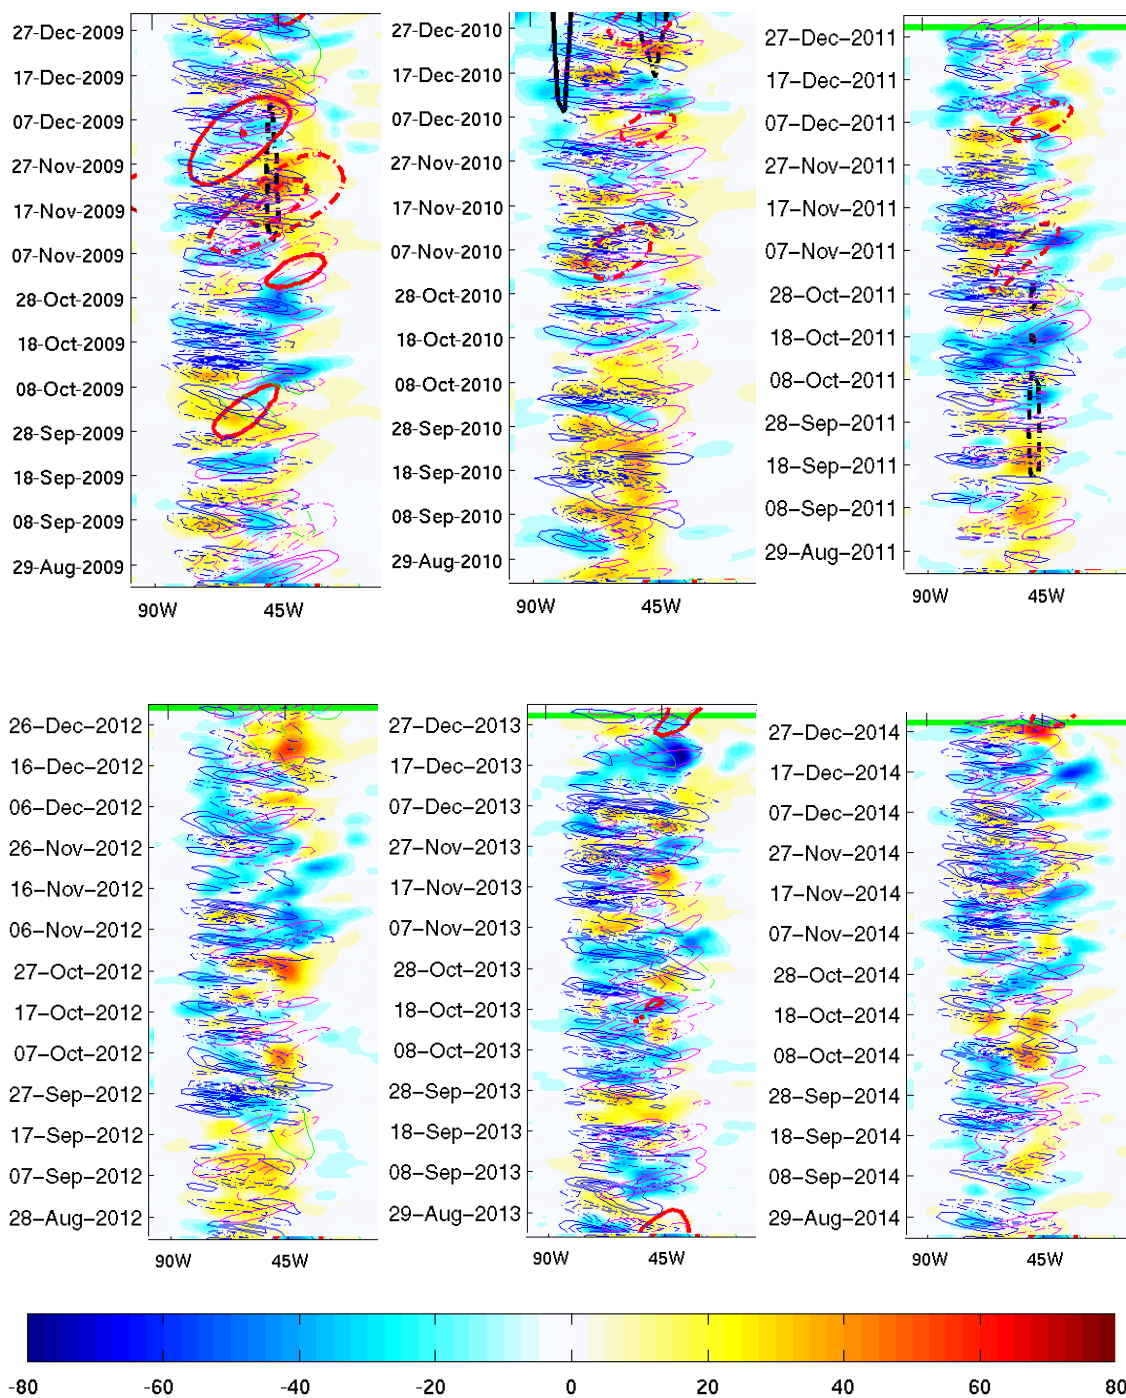 27-Dec-2009
17-Dec-2009
07-Dec-2009
27-Nov-2009
17-Nov-2009
07-Nov-2009
28-Oct-2009
18-Oct-2009
08-Oct-2009
28-Sep-2009
18-Sep-2009
08-Sep-2009
29-Aug-2009
90W 45W
27-Dec-2010
17-Dec-2010
07-Dec-2010
27-Nov-2010
17-Nov-2010
07-Nov-2010
28-Oct-2010
18-Oct-2010
08-Oct-2010
28-Sep-2010
18-Sep-2010
08-Sep-2010
29-Aug-2010
90W 45W
27-Dec-2011
17-Dec-2011
07-Dec-2011
27-Nov-2011
17-Nov-2011
07-Nov-2011
28-Oct-2011
18-Oct-2011
08-Oct-2011
28-Sep-2011
18-Sep-2011
08-Sep-2011
29-Aug-2011
90W 45W
26-Dec-2012
16-Dec-2012
06-Dec-2012
26-Nov-2012
16-Nov-2012
06-Nov-2012
27-Oct-2012
17-Oct-2012
07-Oct-2012
27-Sep-2012
17-Sep-2012
07-Sep-2012
28-Aug-2012
90W 45W
27-Dec-2013
17-Dec-2013
07-Dec-2013
27-Nov-2013
17-Nov-2013
07-Nov-2013
28-Oct-2013
18-Oct-2013
08-Oct-2013
28-Sep-2013
18-Sep-2013
08-Sep-2013
29-Aug-2013
90W 45W
27-Dec-2014
17-Dec-2014
07-Dec-2014
27-Nov-2014
17-Nov-2014
07-Nov-2014
28-Oct-2014
18-Oct-2014
08-Oct-2014
28-Sep-2014
18-Sep-2014
08-Sep-2014
29-Aug-2014
90W 45W
-80 -60 -40 -20 0 20 40 60 80